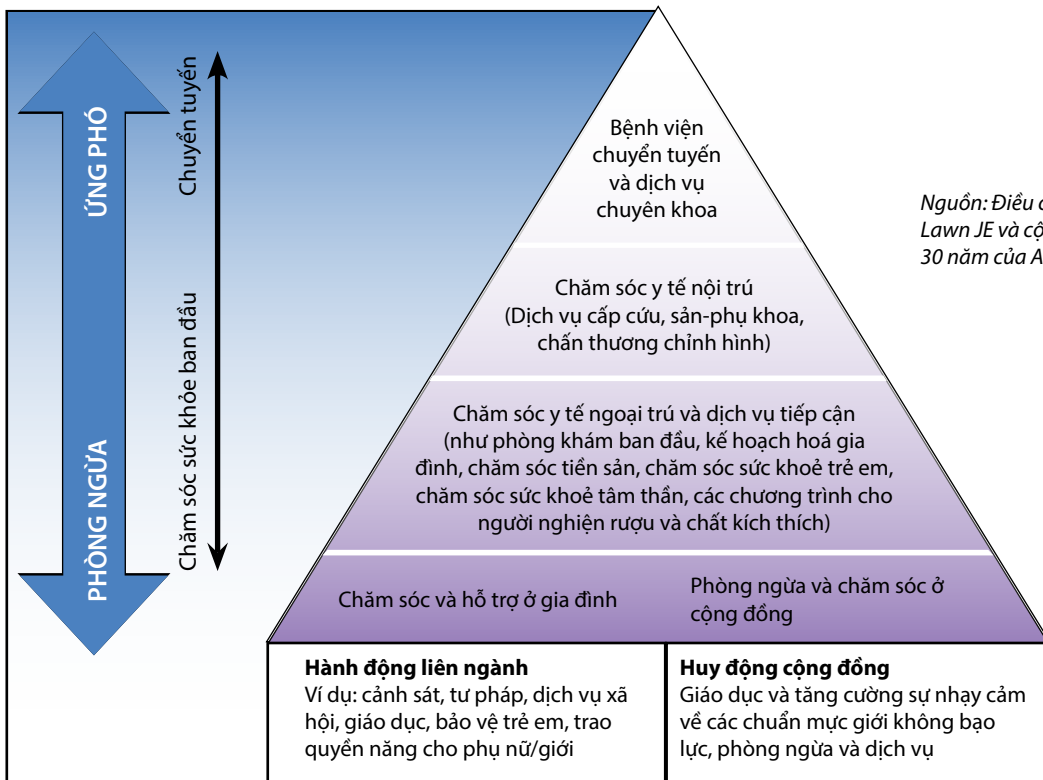 ỨNG PHÓ
PHÒNG NGỪA
Chuyển tuyến
Chăm sóc sức khỏe ban đầu
Bệnh viện
chuyển tuyến
và dịch vụ
chuyên khoa
Nguồn: Điều
Lawn JE và
30 năm của
Chăm sóc y tế nội trú
(Dịch vụ cấp cứu, sản-phụ khoa,
chấn thương chỉnh hình)
Chăm sóc y tế ngoại trú và dịch vụ tiếp cận
(như phòng khám ban đầu, kế hoạch hoá gia
đình, chăm sóc tiền sản, chăm sóc sức khoẻ trẻ em,
chăm sóc sức khoẻ tâm thần, các chương trình cho
người nghiện rượu và chất kích thích)
Chăm sóc và hỗ trợ ở gia đình
Phòng ngừa và chăm sóc ở
cộng đồng
Hành động liên ngành
Ví dụ: cảnh sát, tư pháp, dịch vụ xã
hội, giáo dục, bảo vệ trẻ em, trao
quyền năng cho phụ nữ/giới
Huy động cộng đồng
Giáo dục và tăng cường sự nhạy cảm
về các chuẩn mực giới không bạo
lực, phòng ngừa và dịch vụ